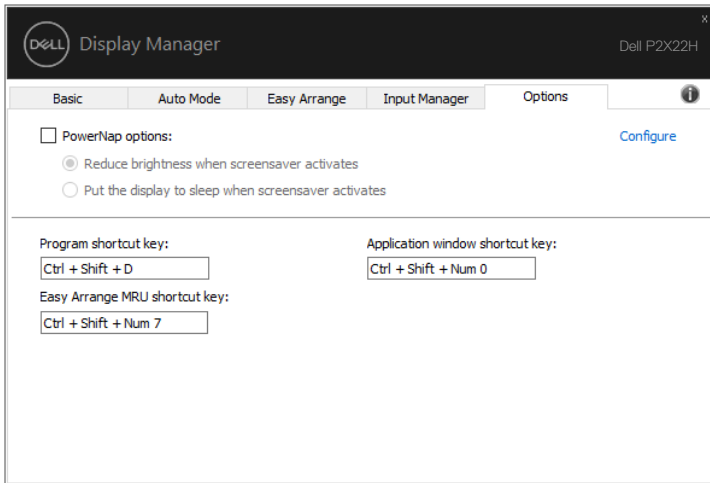 x
DELL Display Manager
Dell P2X22H
Basic Auto Mode Easy Arrange Input Manager Options i
PowerNap options: Configure
Reduce brightness when screensaver activates
Put the display to sleep when screensaver activates
Program shortcut key: Application window shortcut key:
Ctrl + Shift + D Ctrl + Shift + Num 0
Easy Arrange MRU shortcut key:
Ctrl + Shift + Num 7